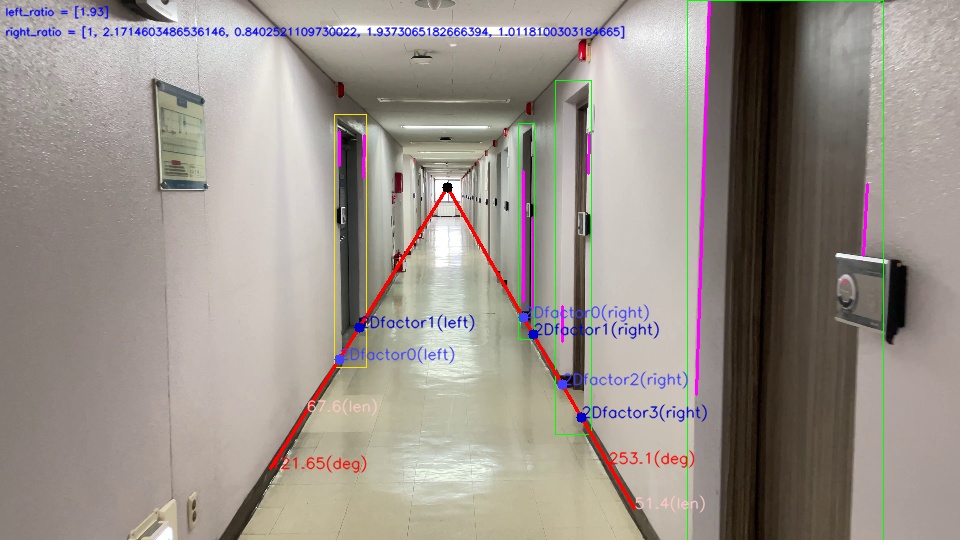 left_ratio = [1.93]
right_ratio = [1, 2.1714603486536146, 0.8402521109730022, 1.9373065182666394, 1.0118100303184665]
2Dfactor0(right)
2Dfactor1(left)
2Dfactor1(right)
2Dfactor0(left)
2Dfactor2(right)
67.6(len)
2Dfactor3(right)
21.65(deg)
253.1(deg)
51.4(len)